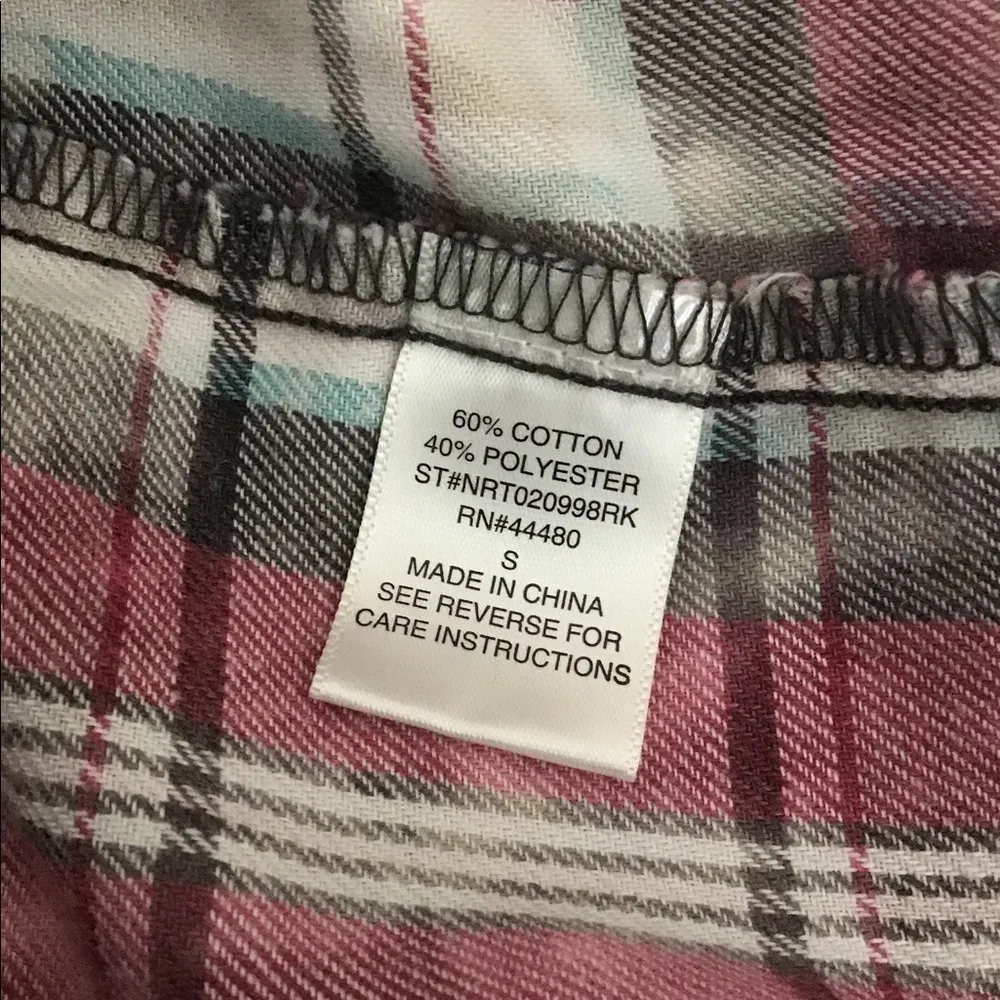 60% COTTON
40% POLYESTER
ST#NRT020998RK
RN#44480
S
MADE IN CHINA
SEE REVERSE FOR
CARE INSTRUCTIONS